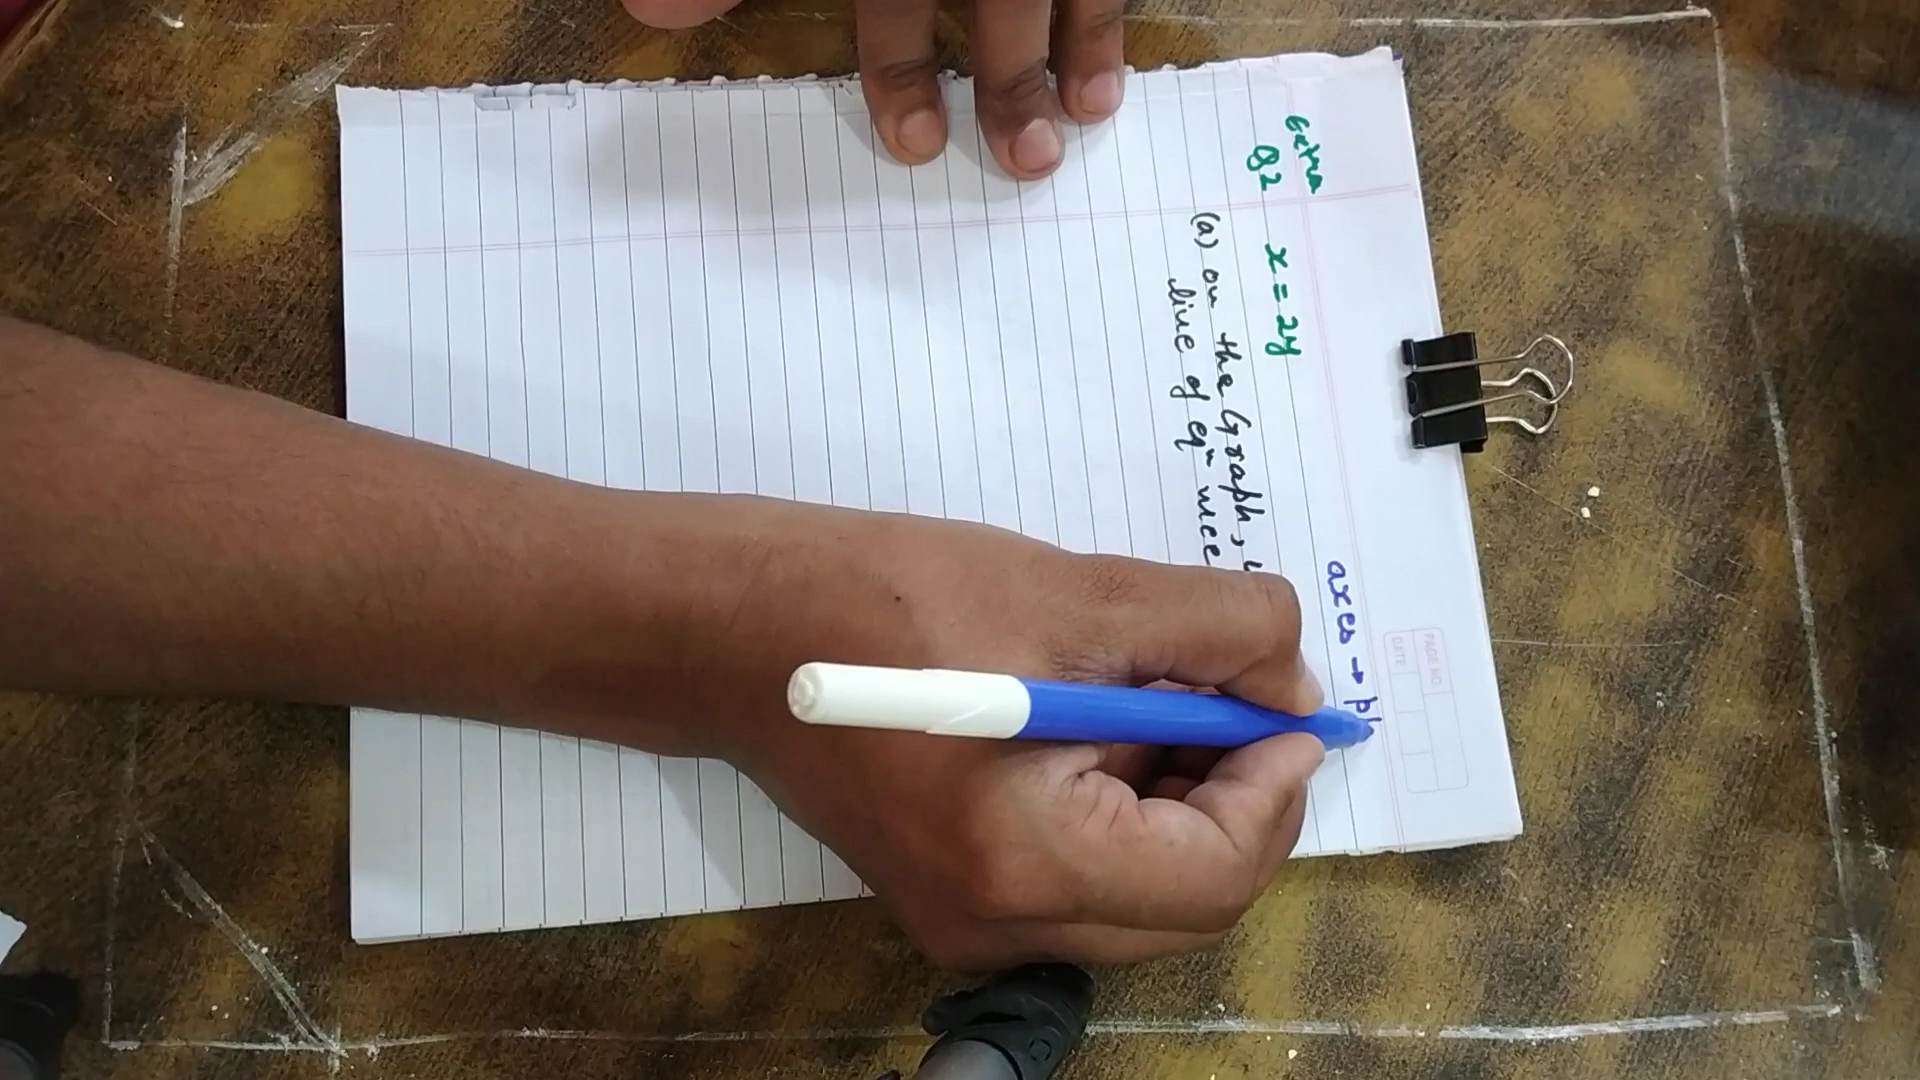 PAGE NO
DATE
axes →
Extra
Q2 x = 2y
(a) on the Graph,
line of eqn